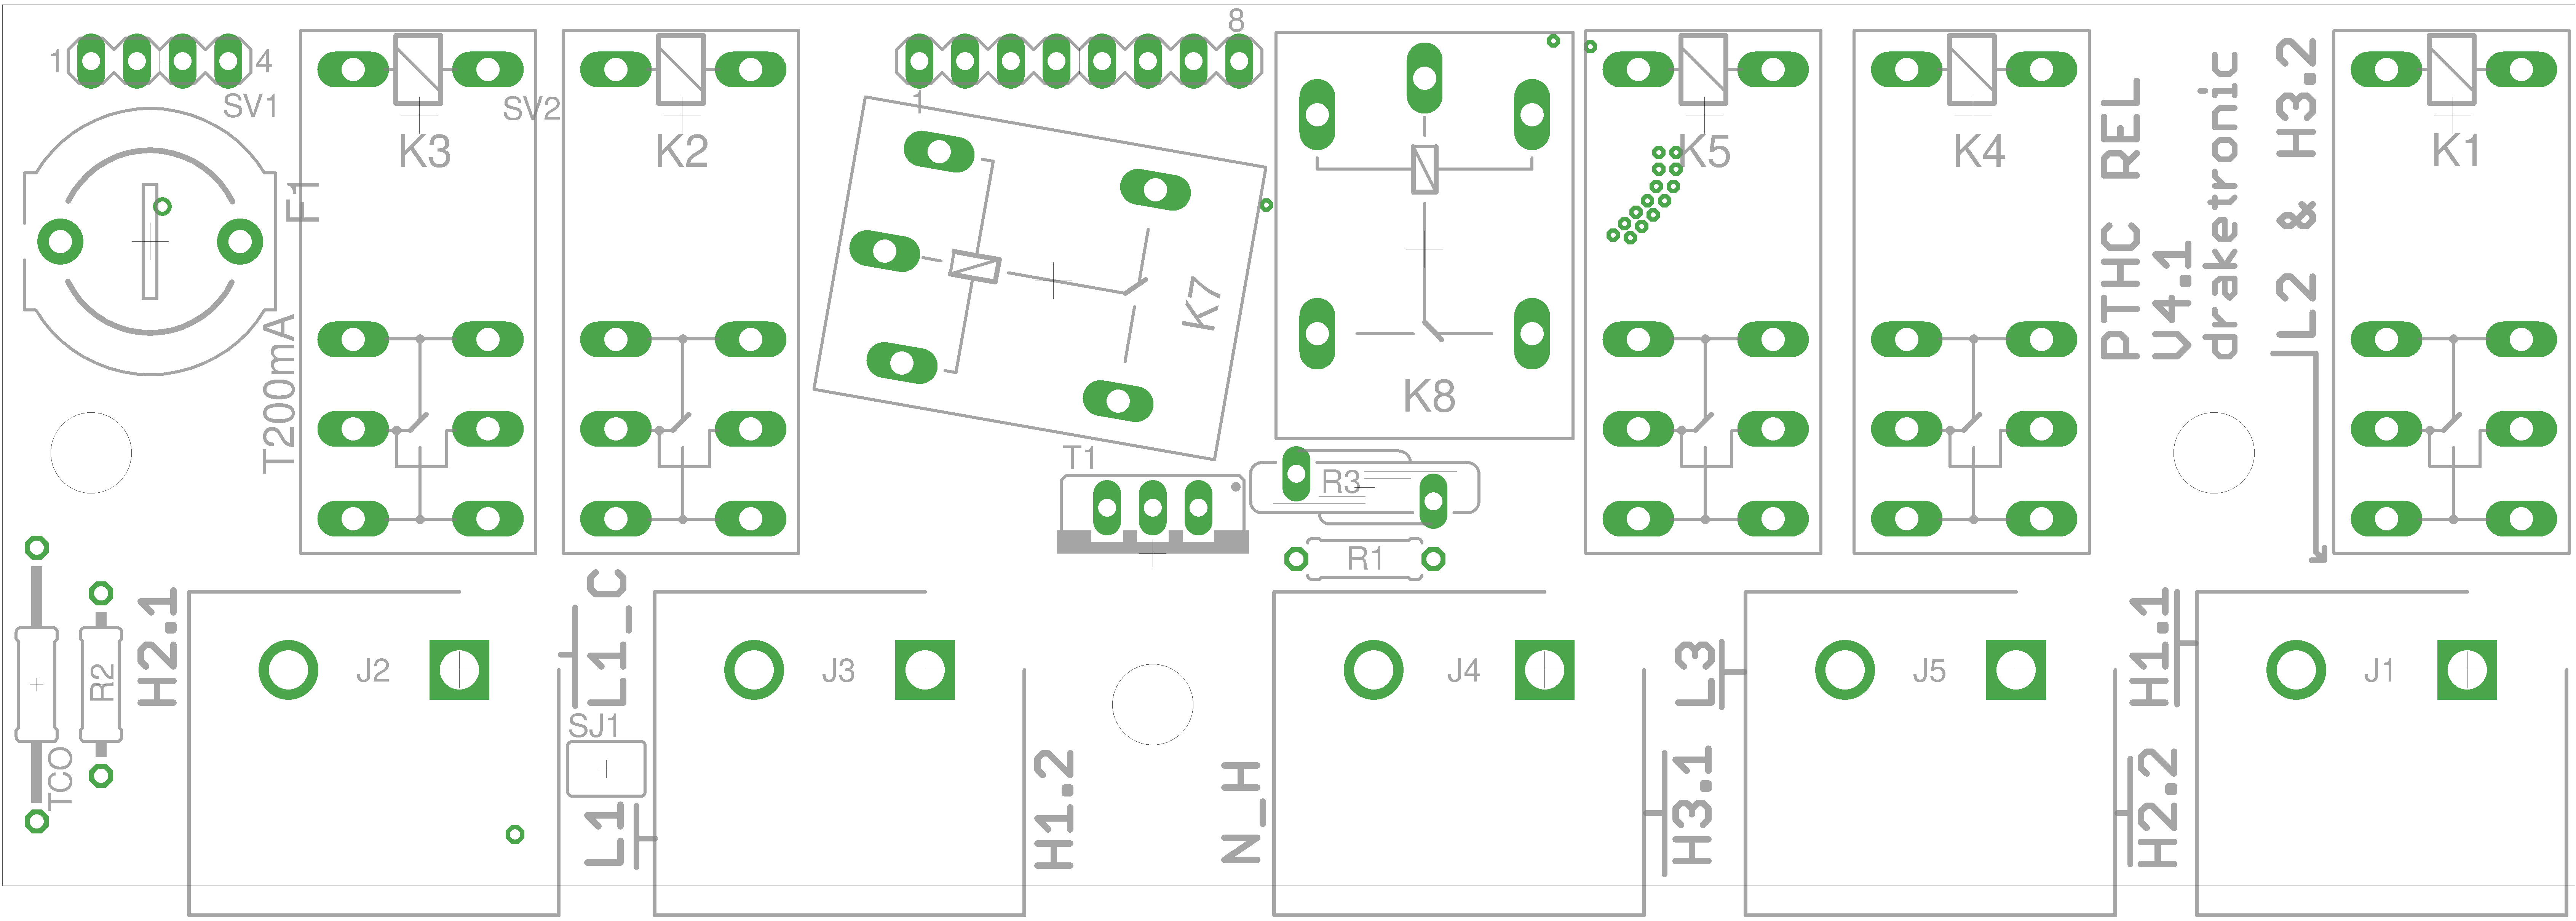 1
4
SV1
K3
SV2
K2
1
8
K7
K8
K5
K4
PTHC REL
V4.1
draketronic
L2 & H3.2
K1
F1
T200mA
T1
R3
R1
TCO
R2
H2.1
J2
L1_C
SJ1
L1
J3
H1.2
N_H
J4
L3
H3.1
J5
H1.1
H2.2
J1